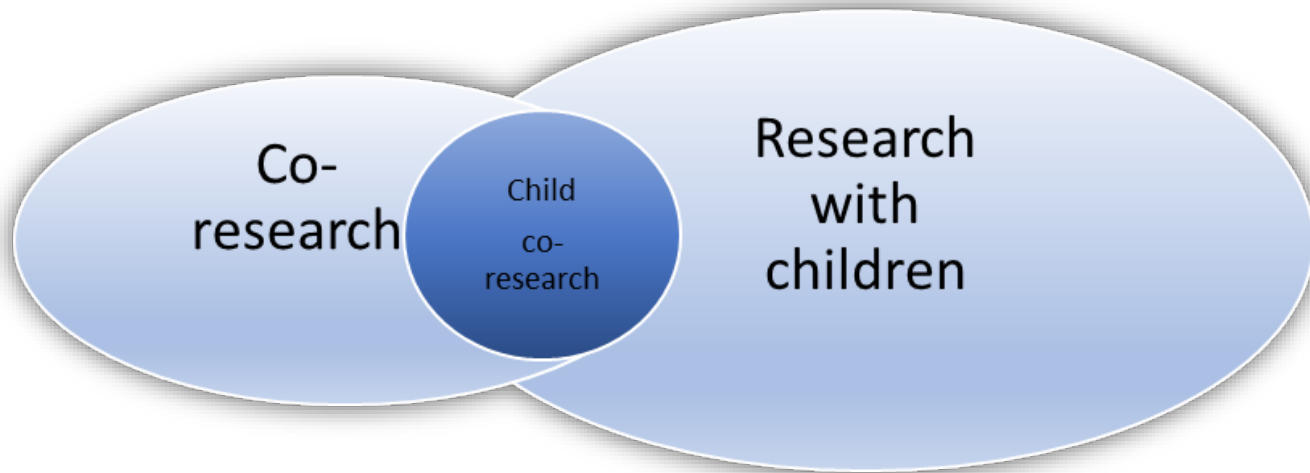 Co-
research
Child
co-
research
Research
with
children